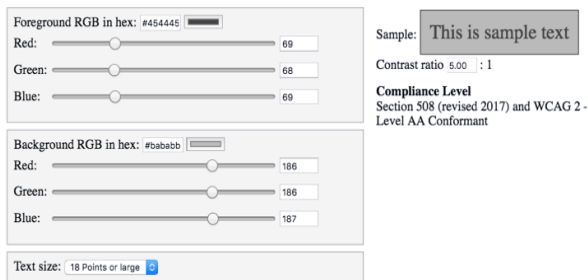 Foreground RGB in hex: #454445
Red: 69
Green: 68
Blue: 69
Background RGB in hex: #bababb
Red: 186
Green: 186
Blue: 187
Text size: 18 Points or large
Sample: This is sample text
Contrast ratio 5.00 : 1
Compliance Level
Section 508 (revised 2017) and WCAG 2 -
Level AA Conformant